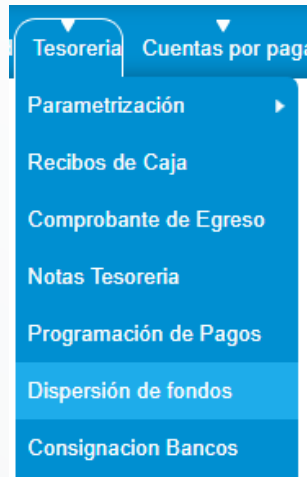 Tesoreria Cuentas por paga
Parametrización
Recibos de Caja
Comprobante de Egreso
Notas Tesoreria
Programación de Pagos
Dispersión de fondos
Consignacion Bancos